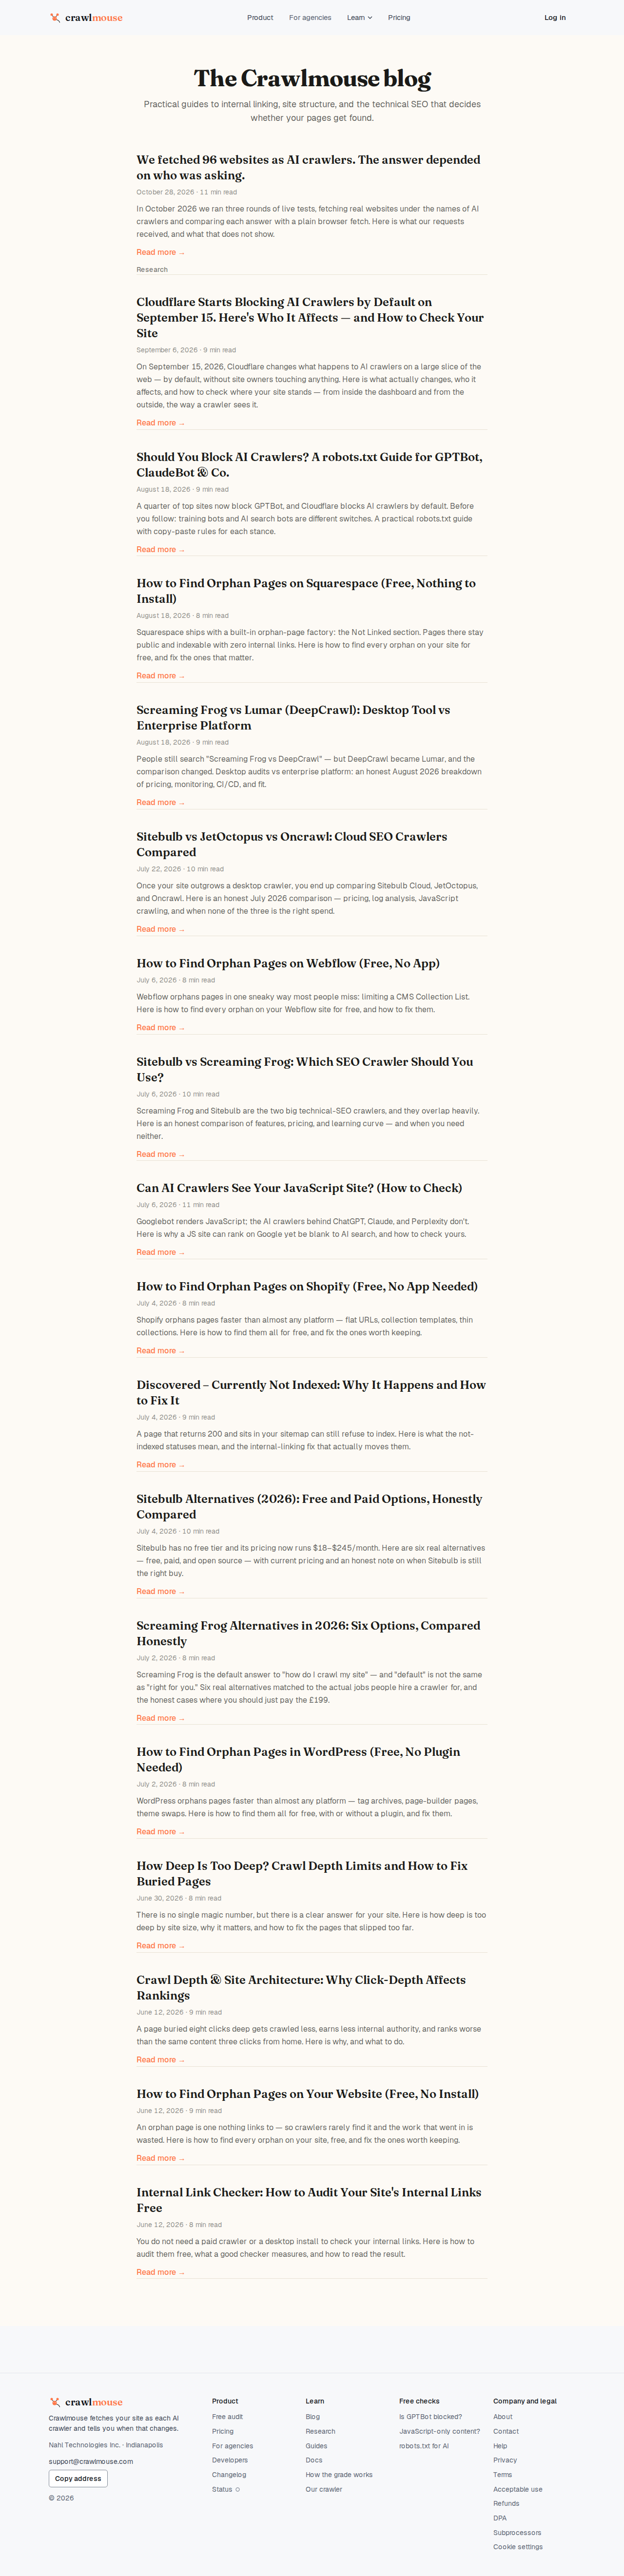 crawlmouse
Product
For agencies
Learn
Pricing
Log in
The Crawlmouse blog
Practical guides to internal linking, site structure, and the technical SEO that decides
whether your pages get found.
We fetched 96 websites as AI crawlers. The answer depended
on who was asking.
October 28, 2026 · 11 min read
In October 2026 we ran three rounds of live tests, fetching real websites under the names of AI
crawlers and comparing each answer with a plain browser fetch. Here is what our requests
received, and what that does not show.
Read more →
Research
Cloudflare Starts Blocking AI Crawlers by Default on
September 15. Here's Who It Affects — and How to Check Your
Site
September 6, 2026 · 9 min read
On September 15, 2026, Cloudflare changes what happens to AI crawlers on a large slice of the
web — by default, without site owners touching anything. Here is what actually changes, who it
affects, and how to check where your site stands — from inside the dashboard and from the
outside, the way a crawler sees it.
Read more →
Should You Block AI Crawlers? A robots.txt Guide for GPTBot,
ClaudeBot & Co.
August 18, 2026 · 9 min read
A quarter of top sites now block GPTBot, and Cloudflare blocks AI crawlers by default. Before
you follow: training bots and AI search bots are different switches. A practical robots.txt guide
with copy-paste rules for each stance.
Read more →
How to Find Orphan Pages on Squarespace (Free, Nothing to
Install)
August 18, 2026 · 8 min read
Squarespace ships with a built-in orphan-page factory: the Not Linked section. Pages there stay
public and indexable with zero internal links. Here is how to find every orphan on your site for
free, and fix the ones that matter.
Read more →
Screaming Frog vs Lumar (DeepCrawl): Desktop Tool vs
Enterprise Platform
August 18, 2026 · 9 min read
People still search "Screaming Frog vs DeepCrawl" — but DeepCrawl became Lumar, and the
comparison changed. Desktop audits vs enterprise platform: an honest August 2026 breakdown
of pricing, monitoring, CI/CD, and fit.
Read more →
Sitebulb vs JetOctopus vs Oncrawl: Cloud SEO Crawlers
Compared
July 22, 2026 · 10 min read
Once your site outgrows a desktop crawler, you end up comparing Sitebulb Cloud, JetOctopus,
and Oncrawl. Here is an honest July 2026 comparison — pricing, log analysis, JavaScript
crawling, and when none of the three is the right spend.
Read more →
How to Find Orphan Pages on Webflow (Free, No App)
July 6, 2026 · 8 min read
Webflow orphans pages in one sneaky way most people miss: limiting a CMS Collection List.
Here is how to find every orphan on your Webflow site for free, and how to fix them.
Read more →
Sitebulb vs Screaming Frog: Which SEO Crawler Should You
Use?
July 6, 2026 · 10 min read
Screaming Frog and Sitebulb are the two big technical-SEO crawlers, and they overlap heavily.
Here is an honest comparison of features, pricing, and learning curve — and when you need
neither.
Read more →
Can AI Crawlers See Your JavaScript Site? (How to Check)
July 6, 2026 · 11 min read
Googlebot renders JavaScript; the AI crawlers behind ChatGPT, Claude, and Perplexity don't.
Here is why a JS site can rank on Google yet be blank to AI search, and how to check yours.
Read more →
How to Find Orphan Pages on Shopify (Free, No App Needed)
July 4, 2026 · 8 min read
Shopify orphans pages faster than almost any platform — flat URLs, collection templates, thin
collections. Here is how to find them all for free, and fix the ones worth keeping.
Read more →
Discovered – Currently Not Indexed: Why It Happens and How
to Fix It
July 4, 2026 · 9 min read
A page that returns 200 and sits in your sitemap can still refuse to index. Here is what the not-
indexed statuses mean, and the internal-linking fix that actually moves them.
Read more →
Sitebulb Alternatives (2026): Free and Paid Options, Honestly
Compared
July 4, 2026 · 10 min read
Sitebulb has no free tier and its pricing now runs $18–$245/month. Here are six real alternatives
— free, paid, and open source — with current pricing and an honest note on when Sitebulb is still
the right buy.
Read more →
Screaming Frog Alternatives in 2026: Six Options, Compared
Honestly
July 2, 2026 · 8 min read
Screaming Frog is the default answer to "how do I crawl my site" — and "default" is not the same
as "right for you." Six real alternatives matched to the actual jobs people hire a crawler for, and
the honest cases where you should just pay the £199.
Read more →
How to Find Orphan Pages in WordPress (Free, No Plugin
Needed)
July 2, 2026 · 8 min read
WordPress orphans pages faster than almost any platform — tag archives, page-builder pages,
theme swaps. Here is how to find them all for free, with or without a plugin, and fix them.
Read more →
How Deep Is Too Deep? Crawl Depth Limits and How to Fix
Buried Pages
June 30, 2026 · 8 min read
There is no single magic number, but there is a clear answer for your site. Here is how deep is too
deep by site size, why it matters, and how to fix the pages that slipped too far.
Read more →
Crawl Depth & Site Architecture: Why Click-Depth Affects
Rankings
June 12, 2026 · 9 min read
A page buried eight clicks deep gets crawled less, earns less internal authority, and ranks worse
than the same content three clicks from home. Here is why, and what to do.
Read more →
How to Find Orphan Pages on Your Website (Free, No Install)
June 12, 2026 · 9 min read
An orphan page is one nothing links to — so crawlers rarely find it and the work that went in is
wasted. Here is how to find every orphan on your site, free, and fix the ones worth keeping.
Read more →
Internal Link Checker: How to Audit Your Site's Internal Links
Free
June 12, 2026 · 8 min read
You do not need a paid crawler or a desktop install to check your internal links. Here is how to
audit them free, what a good checker measures, and how to read the result.
Read more →
crawlmouse
Crawlmouse fetches your site as each AI
crawler and tells you when that changes.
Nahl Technologies Inc. · Indianapolis
support@crawlmouse.com
Copy address
© 2026
Product
Free audit
Pricing
For agencies
Developers
Changelog
Status
Learn
Blog
Research
Guides
Docs
How the grade works
Our crawler
Free checks
Is GPTBot blocked?
JavaScript-only content?
robots.txt for AI
Company and legal
About
Contact
Help
Privacy
Terms
Acceptable use
Refunds
DPA
Subprocessors
Cookie settings